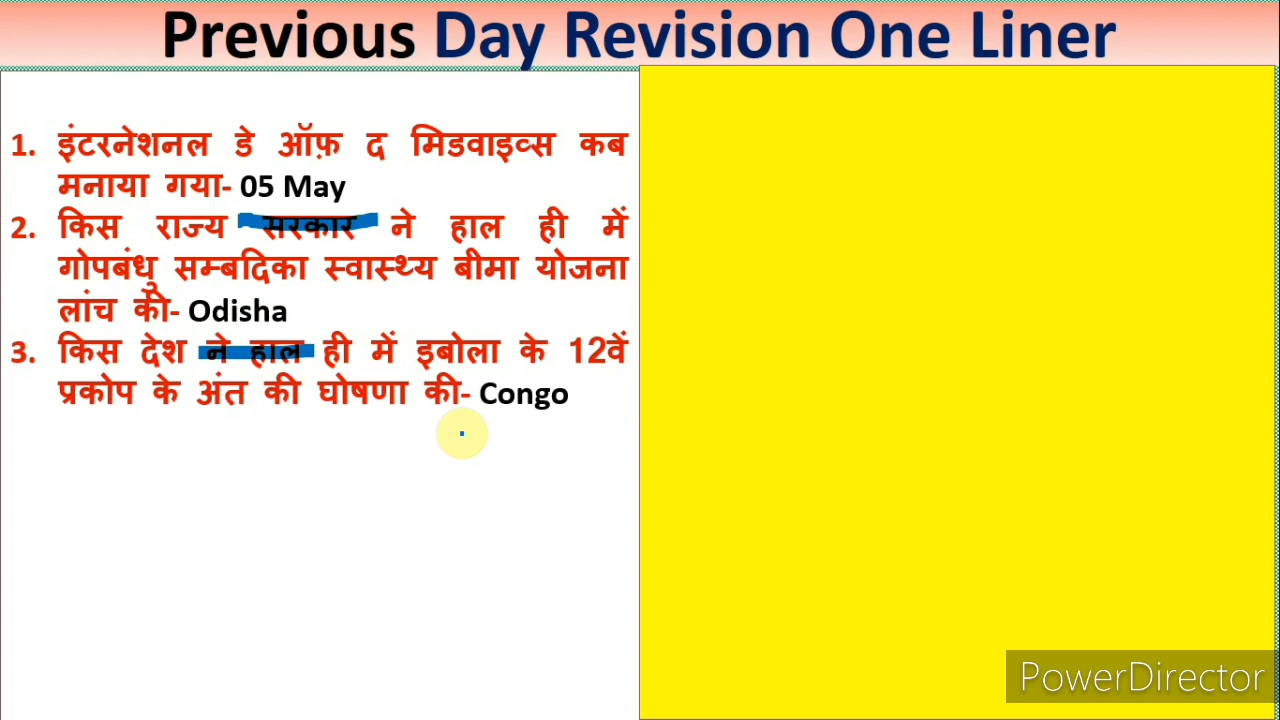 Previous Day Revision One Liner
1. इंटरनेशनल डे ऑफ़ द मिडवाइव्स कब
मनाया गया- 05 May
2. किस राज्य सरकार ने हाल ही में
गोपबंधु सम्बदिका स्वास्थ्य बीमा योजना
लांच की- Odisha
3. किस देश ने हाल ही में इबोला के 12वें
प्रकोप के अंत की घोषणा की- Congo
PowerDirector